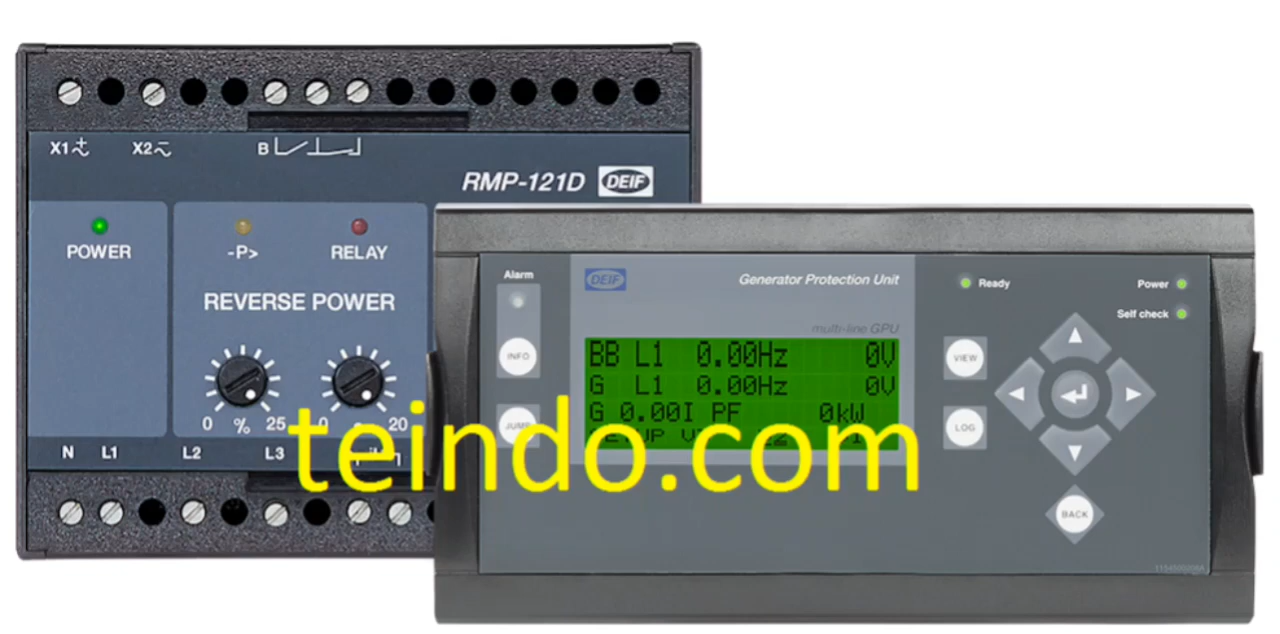 X1 X2 B
RMP-121D DEIF
POWER -P> RELAY
REVERSE POWER
0 % 25 0 20
N L1 L2 L3
Alarm
INFO
JUMP
DEIF Generator Protection Unit
multi-line GPU
BB L1 0.00Hz 0V
G L1 0.00Hz 0V
G 0.00I PF 0kW
Ready
Power
Self check
VIEW
LOG
BACK
teindo.com